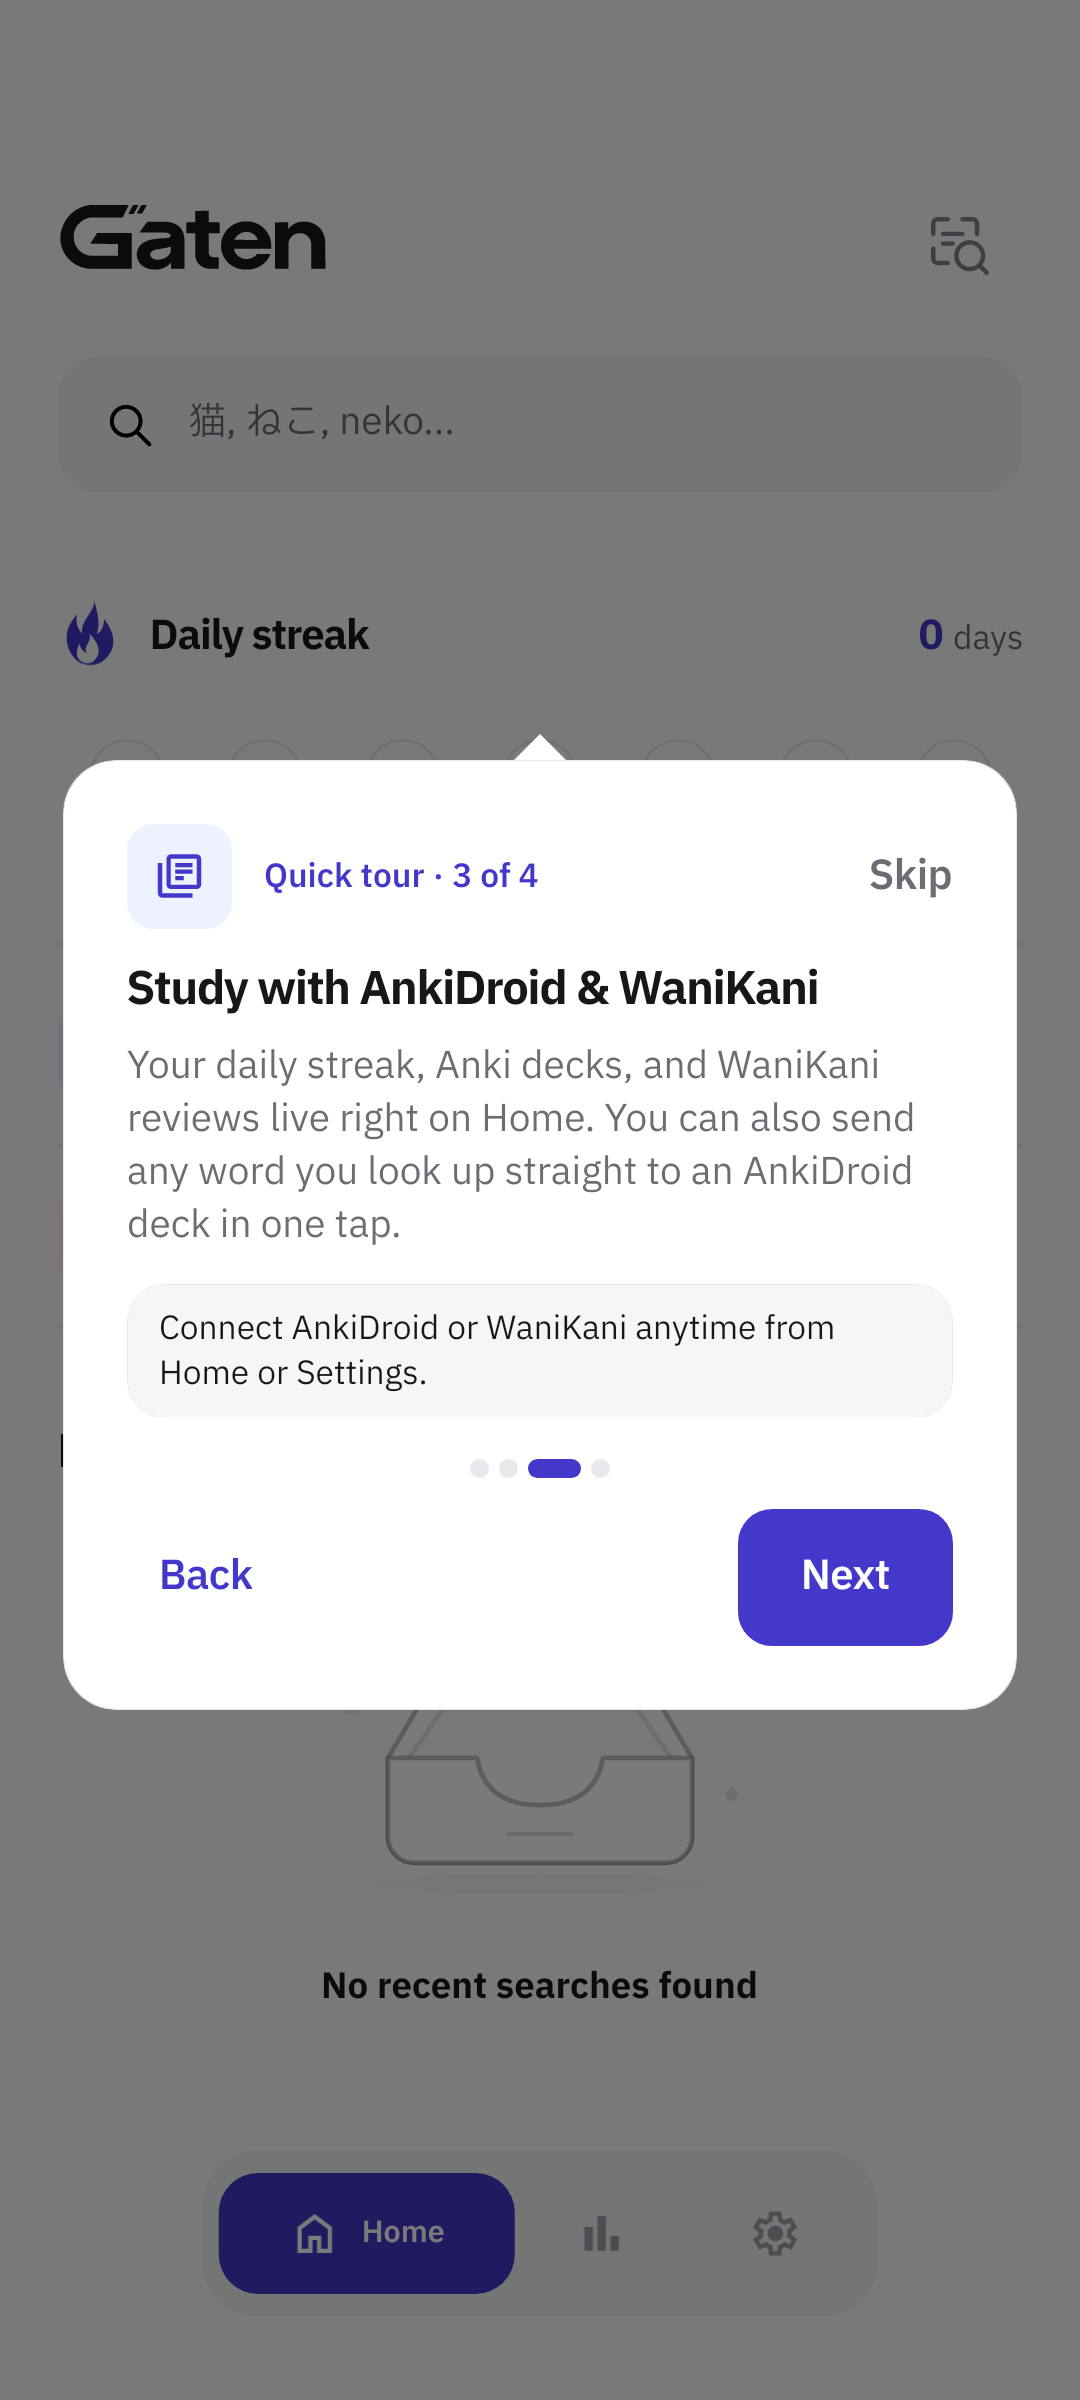 Gaten
猫, ねこ, neko...
Daily streak
0 days
Quick tour · 3 of 4
Skip
Study with AnkiDroid & WaniKani
Your daily streak, Anki decks, and WaniKani
reviews live right on Home. You can also send
any word you look up straight to an AnkiDroid
deck in one tap.
Connect AnkiDroid or WaniKani anytime from
Home or Settings.
Back
Next
No recent searches found
Home